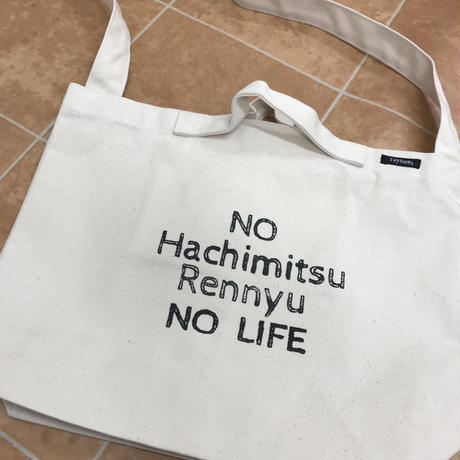 NO
Hachimitsu
Rennyu
NO LIFE